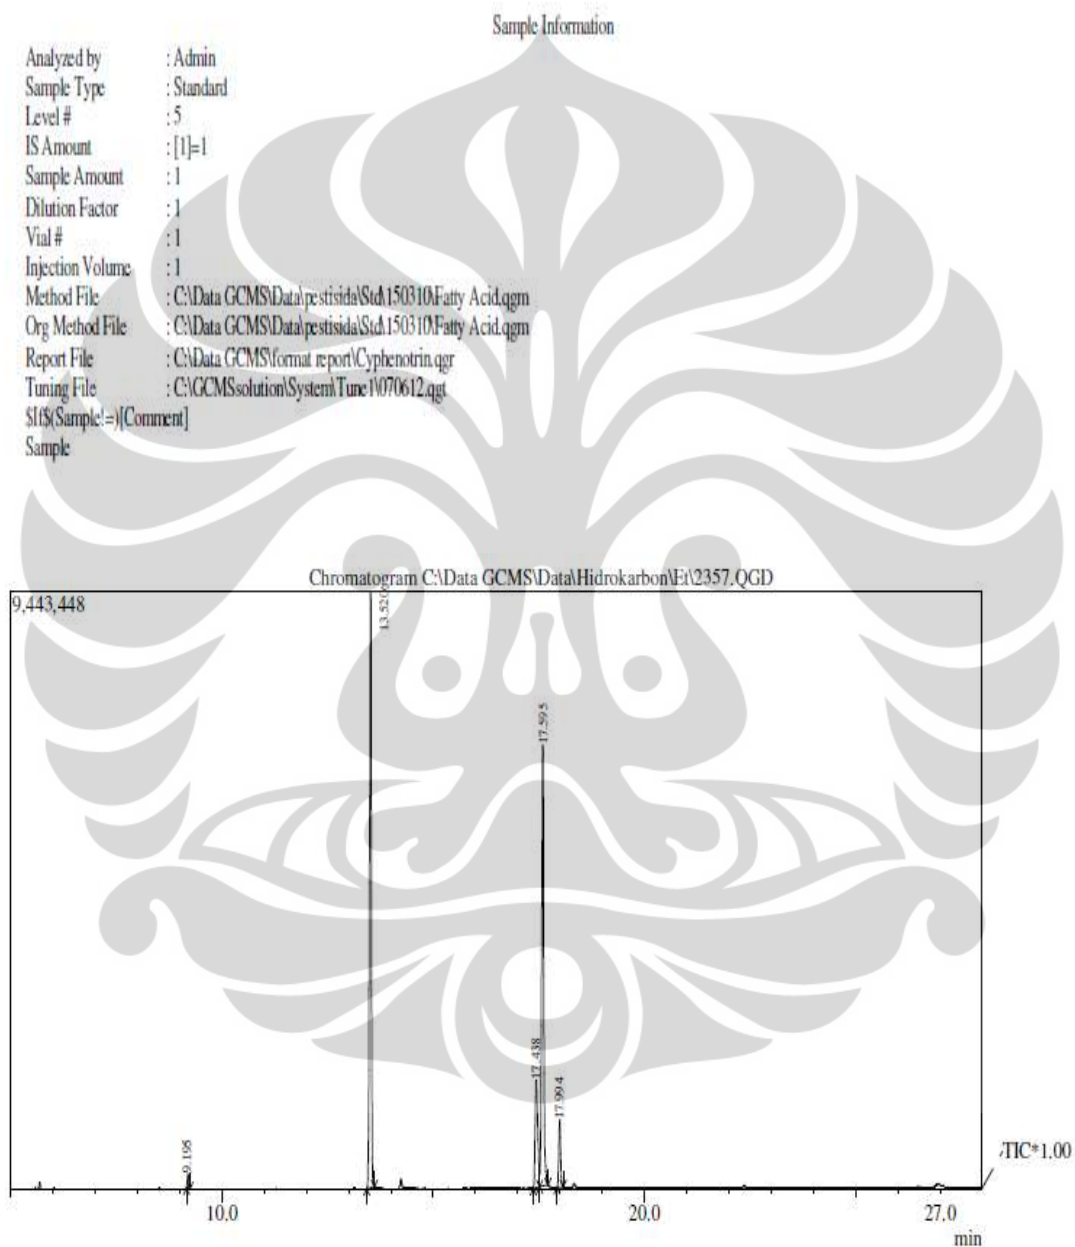 Sample Information
Analyzed by : Admin
Sample Type : Standard
Level # : 5
IS Amount : [1]=1
Sample Amount : 1
Dilution Factor : 1
Vial # : 1
Injection Volume : 1
Method File : C:\Data GCMS\Data\pestisida\Std\150310\Fatty Acid.qgm
Org Method File : C:\Data GCMS\Data\pestisida\Std\150310\Fatty Acid.qgm
Report File : C:\Data GCMS\format report\Cyphenotrin.qgr
Tuning File : C:\GCMSsolution\System\Tune1\070612.qgt
$If$(Sample!=)[Comment]
Sample
Chromatogram C:\Data GCMS\Data\Hidrokarbon\Et\2357.QGD
9,443,448
13.520
17.595
17.438
17.994
9.195
TIC*1.00
10.0 20.0 27.0
min